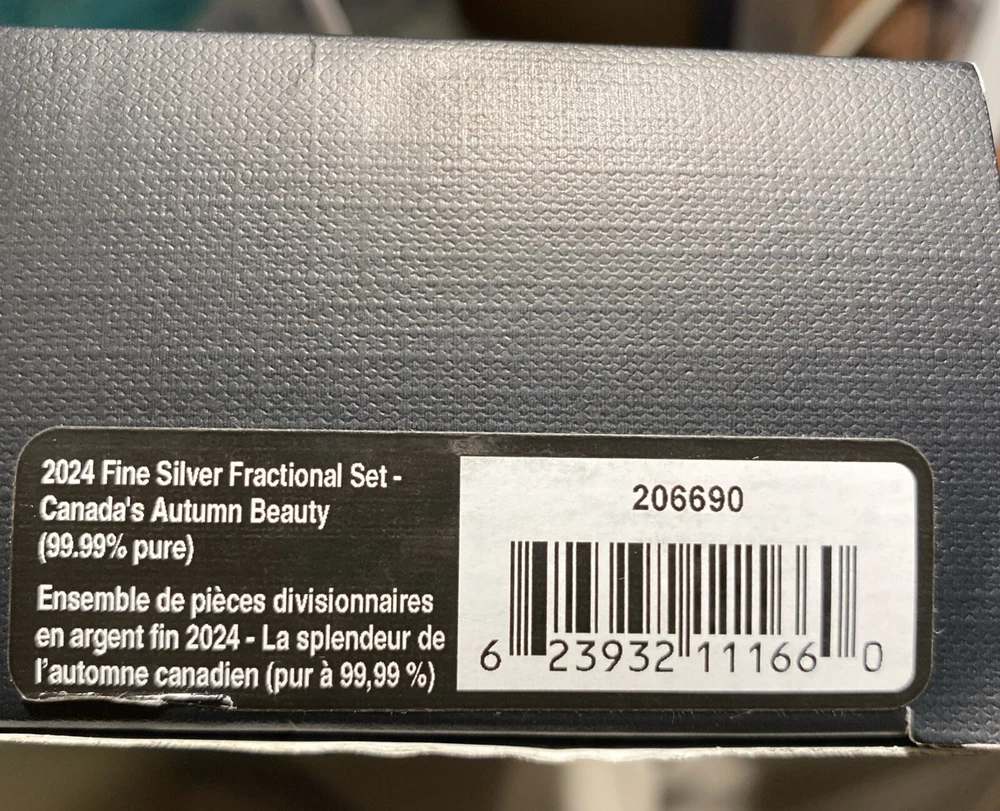 2024 Fine Silver Fractional Set -
Canada's Autumn Beauty
(99.99% pure)
Ensemble de pièces divisionnaires
en argent fin 2024 - La splendeur de
l'automne canadien (pur à 99,99 %)
206690
6 23932 11166 0